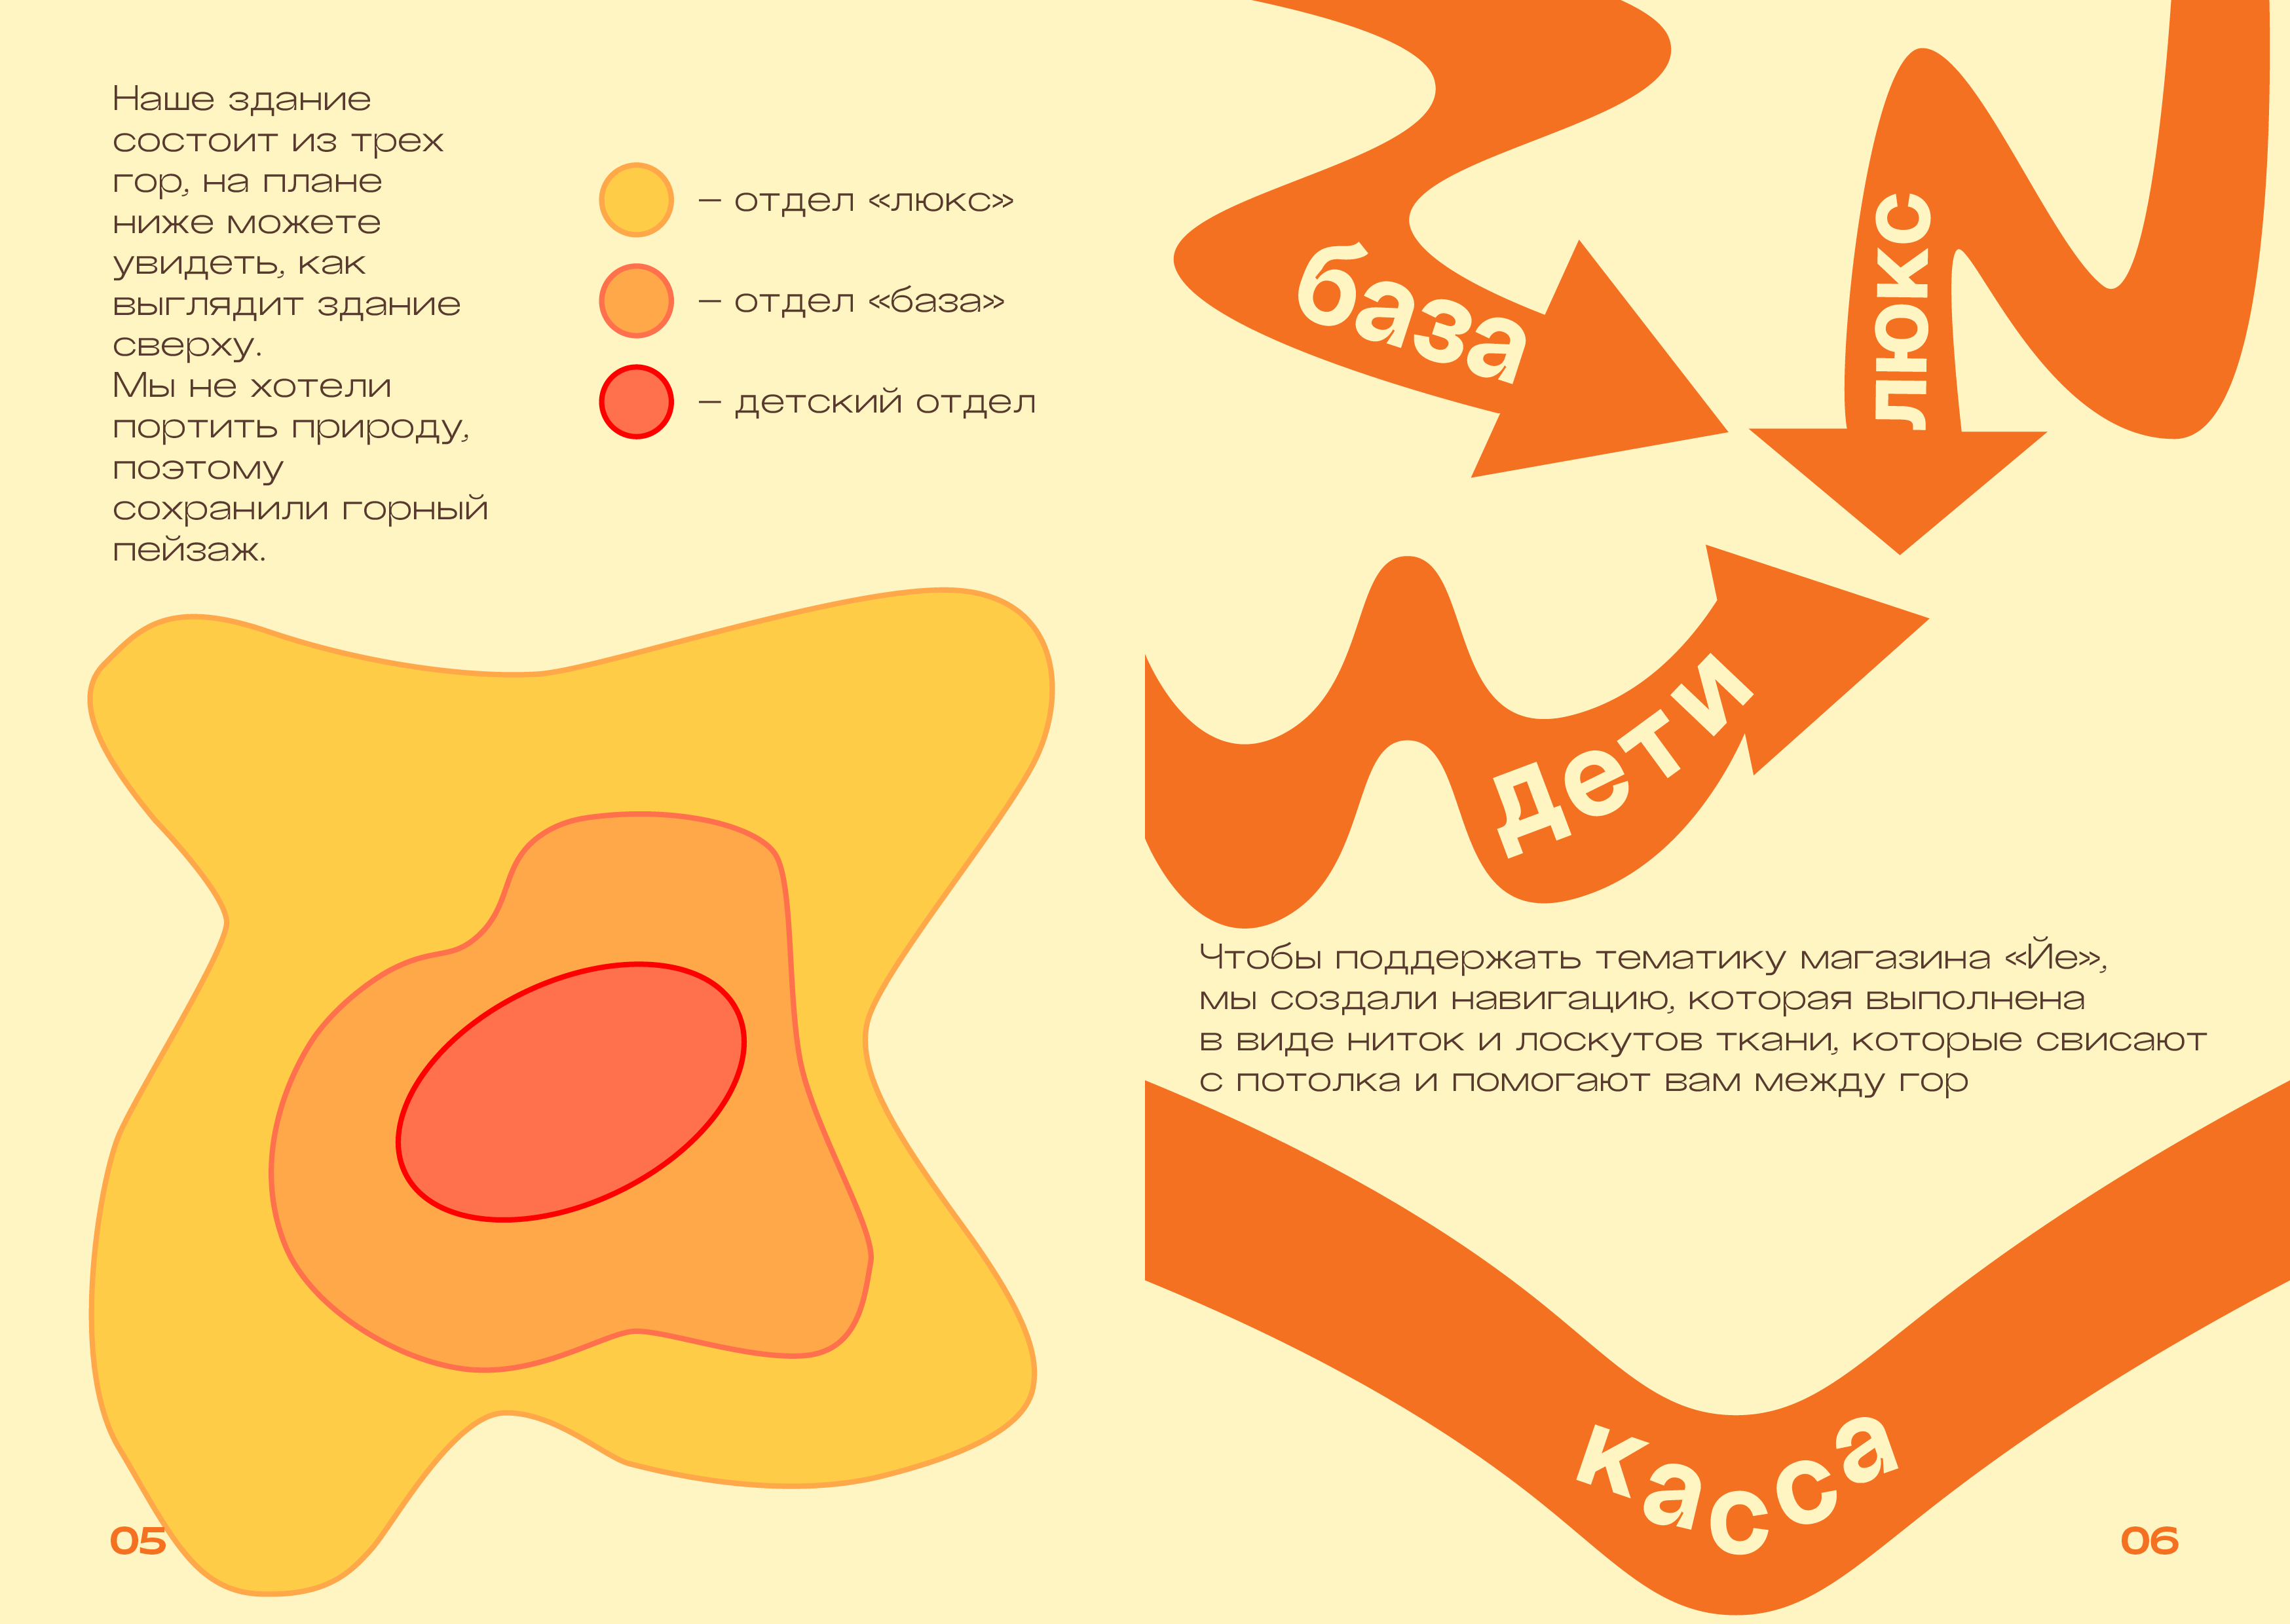 Наше здание
состоит из трех
гор, на плане
ниже можете
увидеть, как
выглядит здание
сверху.
Мы не хотели
портить природу,
поэтому
сохранили горный
пейзаж.
– отдел «люкс»
– отдел «база»
– детский отдел
05
база
люкс
дети
Чтобы поддержать тематику магазина «Йе»,
мы создали навигацию, которая выполнена
в виде ниток и лоскутов ткани, которые свисают
с потолка и помогают вам между гор
касса
06